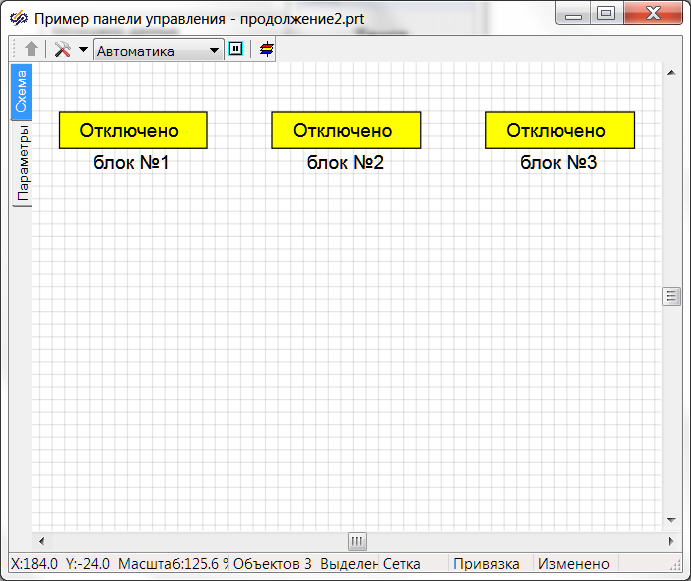 Пример панели управления - продолжение2.prt
Автоматика
Схема
Параметры
Отключено
Отключено
Отключено
блок №1
блок №2
блок №3
X:184.0 Y:-24.0 Масштаб:125.6 % Объектов 3 Выделен Сетка Привязка Изменено